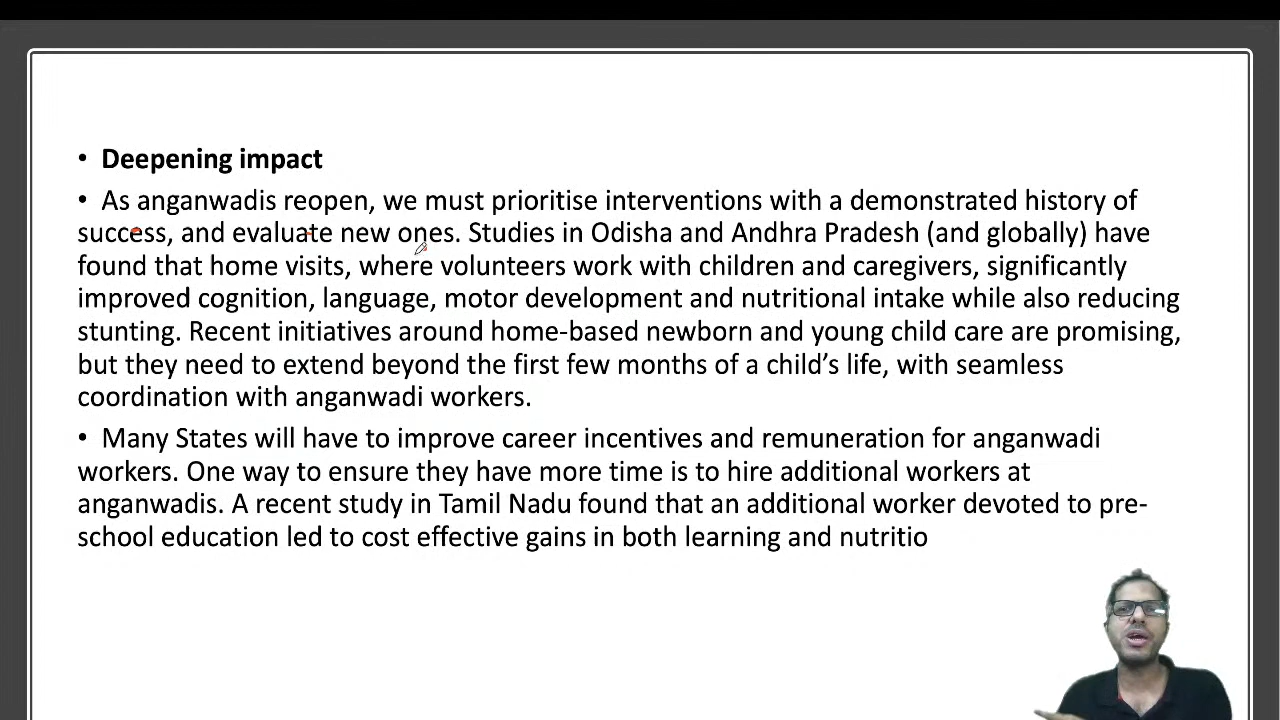 • Deepening impact
• As anganwadis reopen, we must prioritise interventions with a demonstrated history of
success, and evaluate new ones. Studies in Odisha and Andhra Pradesh (and globally) have
found that home visits, where volunteers work with children and caregivers, significantly
improved cognition, language, motor development and nutritional intake while also reducing
stunting. Recent initiatives around home-based newborn and young child care are promising,
but they need to extend beyond the first few months of a child’s life, with seamless
coordination with anganwadi workers.
• Many States will have to improve career incentives and remuneration for anganwadi
workers. One way to ensure they have more time is to hire additional workers at
anganwadis. A recent study in Tamil Nadu found that an additional worker devoted to pre-
school education led to cost effective gains in both learning and nutritio